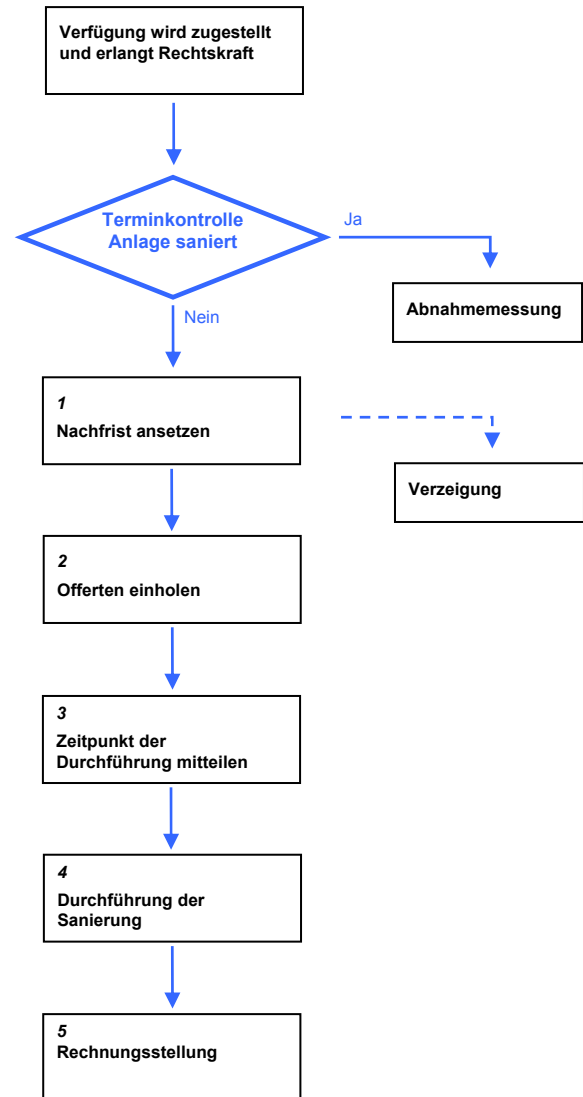 Verfügung wird zugestellt
und erlangt Rechtskraft
Terminkontrolle
Anlage saniert
Ja
Abnahmemessung
Nein
1
Nachfrist ansetzen
Verzeigung
2
Offerten einholen
3
Zeitpunkt der
Durchführung mitteilen
4
Durchführung der
Sanierung
5
Rechnungsstellung